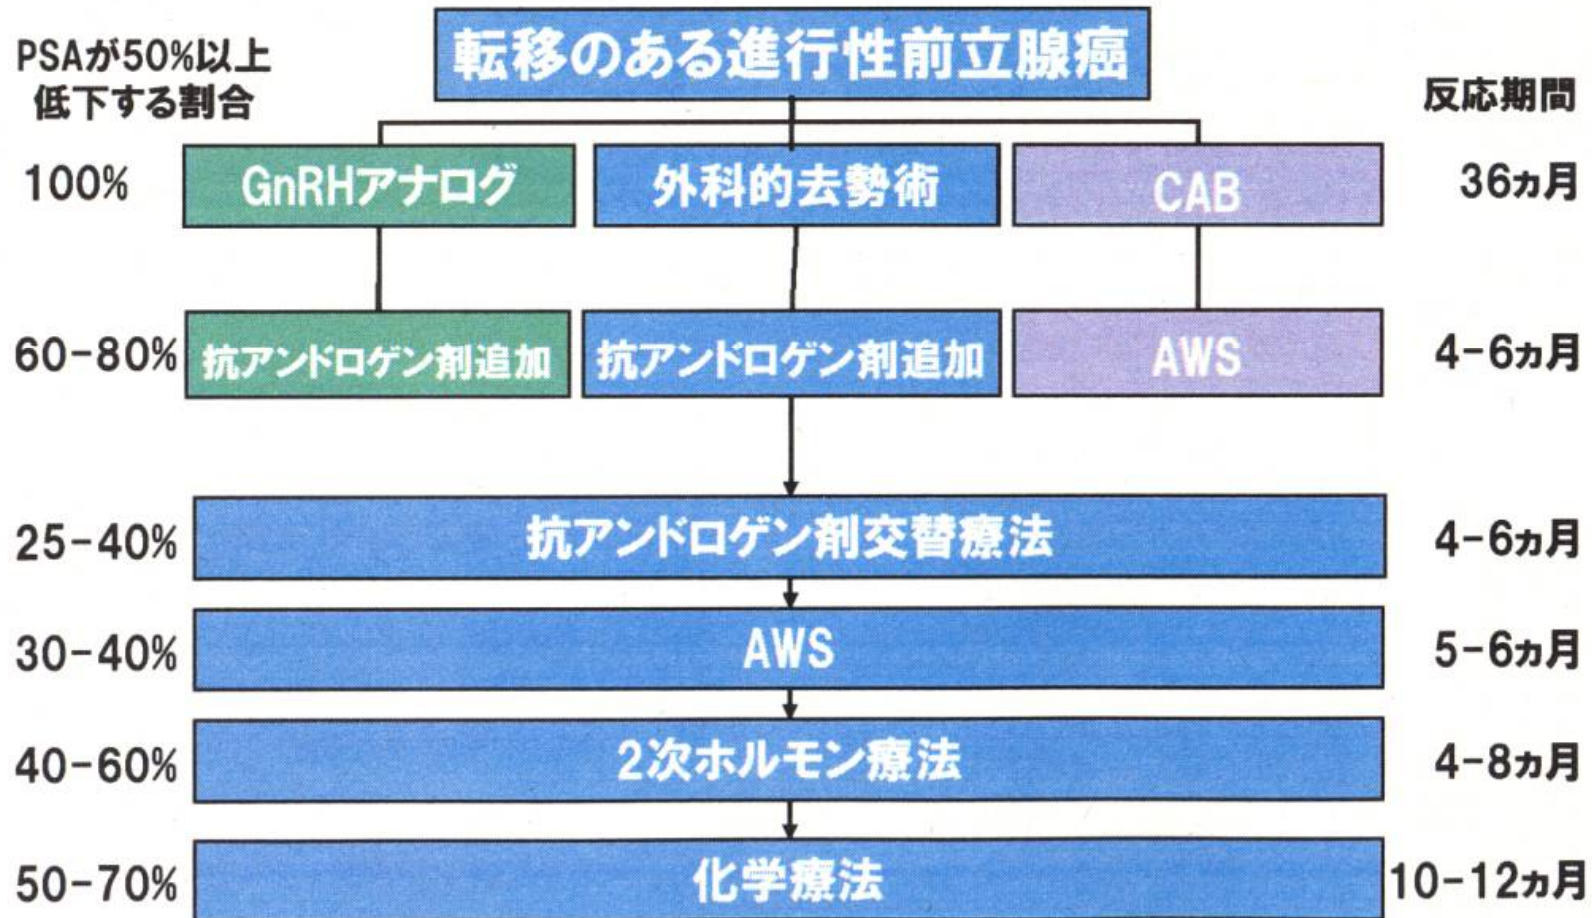 PSAが50%以上
低下する割合
転移のある進行性前立腺癌
反応期間
100%
GnRHアナログ
外科的去勢術
CAB
36ヵ月
60-80%
抗アンドロゲン剤追加
抗アンドロゲン剤追加
AWS
4-6ヵ月
25-40%
抗アンドロゲン剤交替療法
4-6ヵ月
30-40%
AWS
5-6ヵ月
40-60%
2次ホルモン療法
4-8ヵ月
50-70%
化学療法
10-12ヵ月